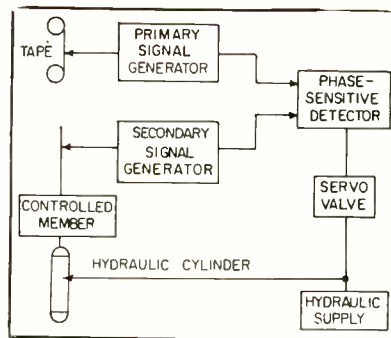 TAPE
PRIMARY
SIGNAL
GENERATOR
PHASE-
SENSITIVE
DETECTOR
SECONDARY
SIGNAL
GENERATOR
SERVO
VALVE
CONTROLLED
MEMBER
HYDRAULIC CYLINDER
HYDRAULIC
SUPPLY